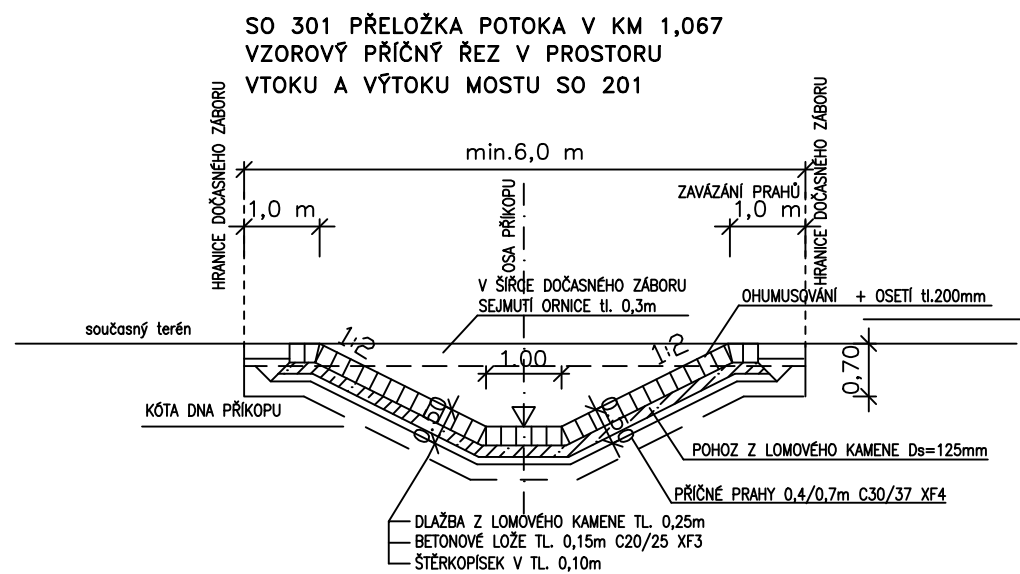 SO 301 PŘELOŽKA POTOKA V KM 1,067
VZOROVÝ PŘÍČNÝ ŘEZ V PROSTORU
VTOKU A VÝTOKU MOSTU SO 201
HRANICE DOČASNÉHO ZÁBORU
min.6,0 m
HRANICE DOČASNÉHO ZÁBORU
OSA PŘÍKOPU
ZAVÁZÁNÍ PRAHŮ
1,0 m
1,0 m
V ŠÍŘCE DOČASNÉHO ZÁBORU
SEJMUTÍ ORNICE tl. 0,3m
OHUMUSOVÁNÍ + OSETÍ tl.200mm
současný terén
1:2
1.00
1:2
0,70
KÓTA DNA PŘÍKOPU
POHOZ Z LOMOVÉHO KAMENE Ds=125mm
PŘÍČNÉ PRAHY 0,4/0,7m C30/37 XF4
DLAŽBA Z LOMOVÉHO KAMENE TL. 0,25m
BETONOVÉ LOŽE TL. 0,15m C20/25 XF3
ŠTĚRKOPÍSEK V TL. 0,10m